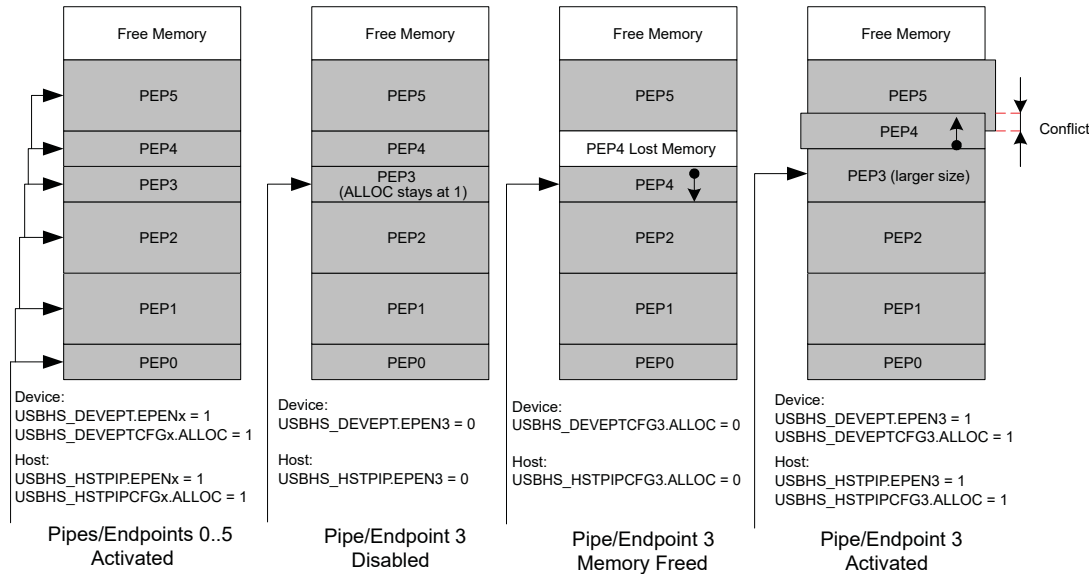 Free Memory
PEP5
PEP4
PEP3
PEP2
PEP1
PEP0
Device:
USBHS_DEVEPT.EPENx = 1
USBHS_DEVEPTCFGx.ALLOC = 1
Host:
USBHS_HSTPIP.EPENx = 1
USBHS_HSTPIPCFGx.ALLOC = 1
Pipes/Endpoints 0..5
Activated
Free Memory
PEP5
PEP4
PEP3
(ALLOC stays at 1)
PEP2
PEP1
PEP0
Device:
USBHS_DEVEPT.EPEN3 = 0
Host:
USBHS_HSTPIP.EPEN3 = 0
Pipe/Endpoint 3
Disabled
Free Memory
PEP5
PEP4 Lost Memory
PEP4
PEP2
PEP1
PEP0
Device:
USBHS_DEVEPTCFG3.ALLOC = 0
Host:
USBHS_HSTPIPCFG3.ALLOC = 0
Pipe/Endpoint 3
Memory Freed
Free Memory
PEP5
PEP4
Conflict
PEP3 (larger size)
PEP2
PEP1
PEP0
Device:
USBHS_DEVEPT.EPEN3 = 1
USBHS_DEVEPTCFG3.ALLOC = 1
Host:
USBHS_HSTPIP.EPEN3 = 1
USBHS_HSTPIPCFG3.ALLOC = 1
Pipe/Endpoint 3
Activated